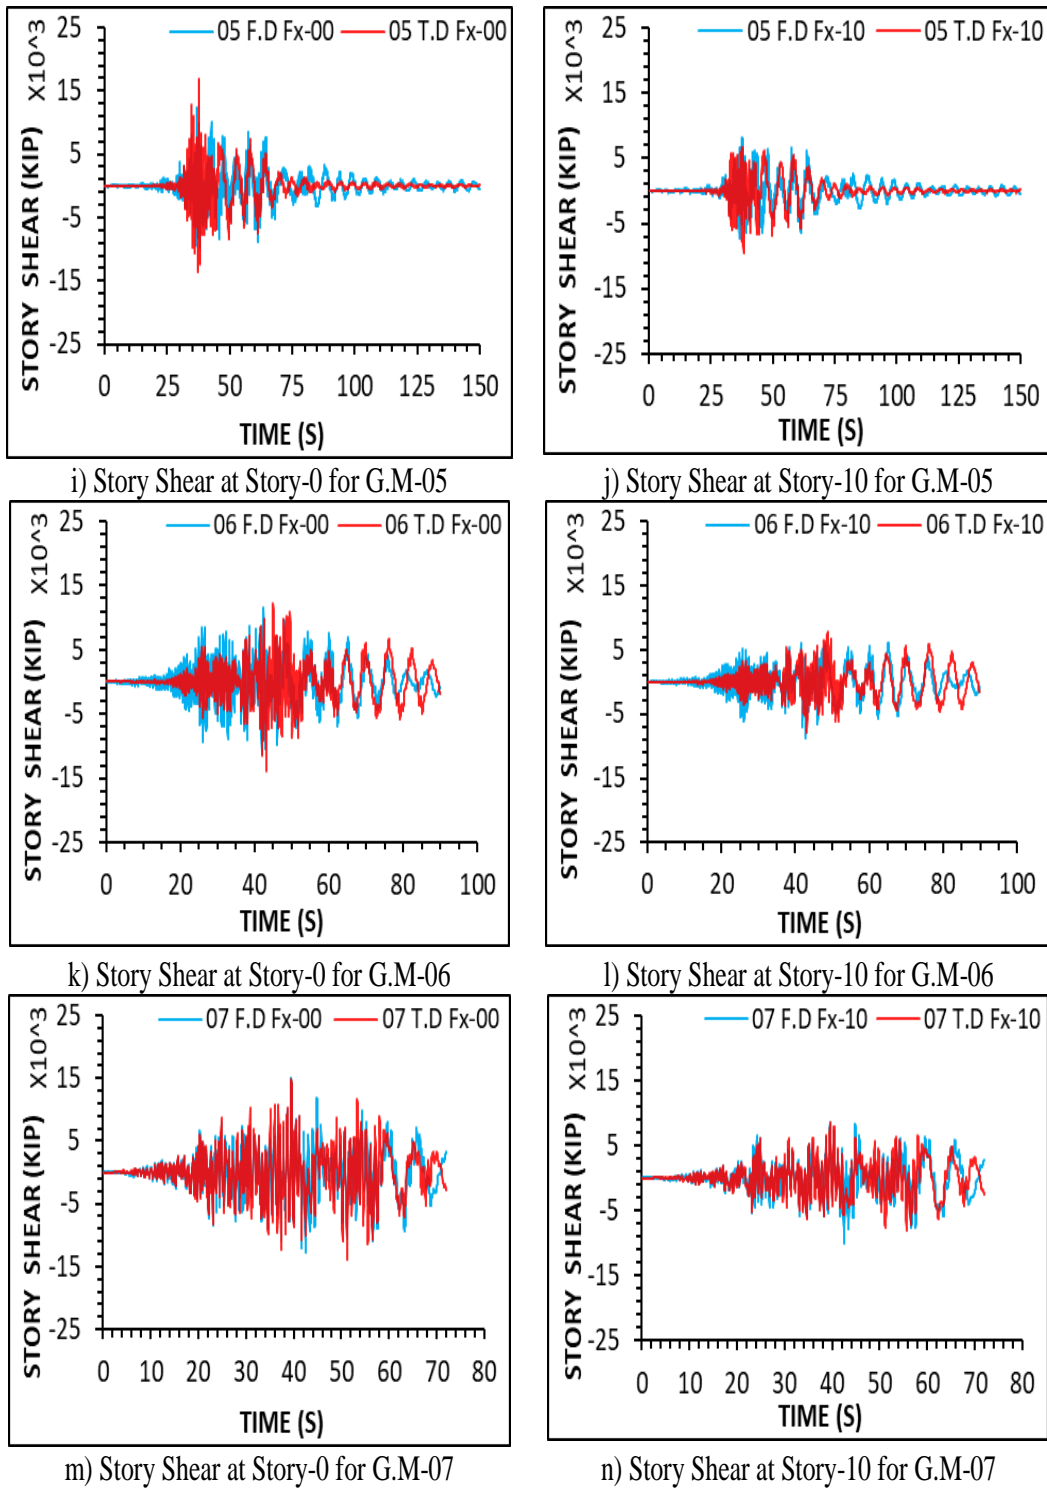 25
15
5
-5
-15
-25
X10^3
STORY SHEAR (KIP)
05 F.D Fx-00 05 T.D Fx-00
0 25 50 75 100 125 150
TIME (S)
i) Story Shear at Story-0 for G.M-05
25
15
5
-5
-15
-25
X10^3
STORY SHEAR (KIP)
05 F.D Fx-10 05 T.D Fx-10
0 25 50 75 100 125 150
TIME (S)
j) Story Shear at Story-10 for G.M-05
25
15
5
-5
-15
-25
X10^3
STORY SHEAR (KIP)
06 F.D Fx-00 06 T.D Fx-00
0 20 40 60 80 100
TIME (S)
k) Story Shear at Story-0 for G.M-06
25
15
5
-5
-15
-25
X10^3
STORY SHEAR (KIP)
06 F.D Fx-10 06 T.D Fx-10
0 20 40 60 80 100
TIME (S)
l) Story Shear at Story-10 for G.M-06
25
15
5
-5
-15
-25
X10^3
STORY SHEAR (KIP)
07 F.D Fx-00 07 T.D Fx-00
0 10 20 30 40 50 60 70 80
TIME (S)
m) Story Shear at Story-0 for G.M-07
25
15
5
-5
-15
-25
X10^3
STORY SHEAR (KIP)
07 F.D Fx-10 07 T.D Fx-10
0 10 20 30 40 50 60 70 80
TIME (S)
n) Story Shear at Story-10 for G.M-07